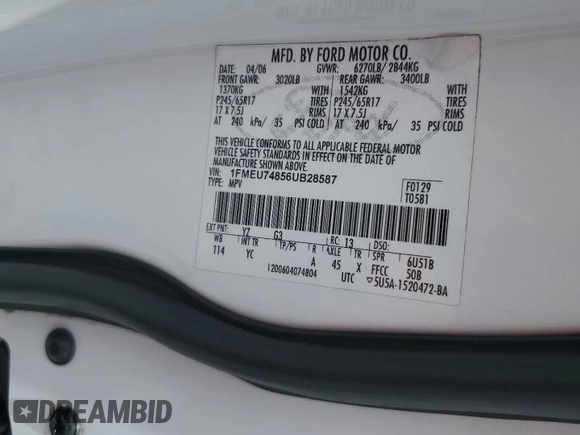 MFD. BY FORD MOTOR CO.
DATE: 04/06 GVWR: 6270LB/ 2844KG
FRONT GAWR: 3020LB REAR GAWR: 3400LB
1370KG WITH 1542KG WITH
P245/65R17 TIRES P245/65R17 TIRES
17 X 7.5J RIMS 17 X 7.5J RIMS
AT 240 kPa/ 35 PSI COLD AT 240 kPa/ 35 PSI COLD
THIS VEHICLE CONFORMS TO ALL APPLICABLE FEDERAL MOTOR
VEHICLE SAFETY STANDARDS IN EFFECT ON THE DATE OF
MANUFACTURE SHOWN ABOVE.
VIN: 1FMEU74856UB28587
TYPE: MPV
F0129
T0581
EXT PNT: YZ G3 RC: 13 DSO:
WB INT TR TP/PS R AXLE TR SPR 6U5TB
114 YC A 45 X FFCC 50B
1200604074804 UTC ▽5U5A-1520472-BA
DREAMBID